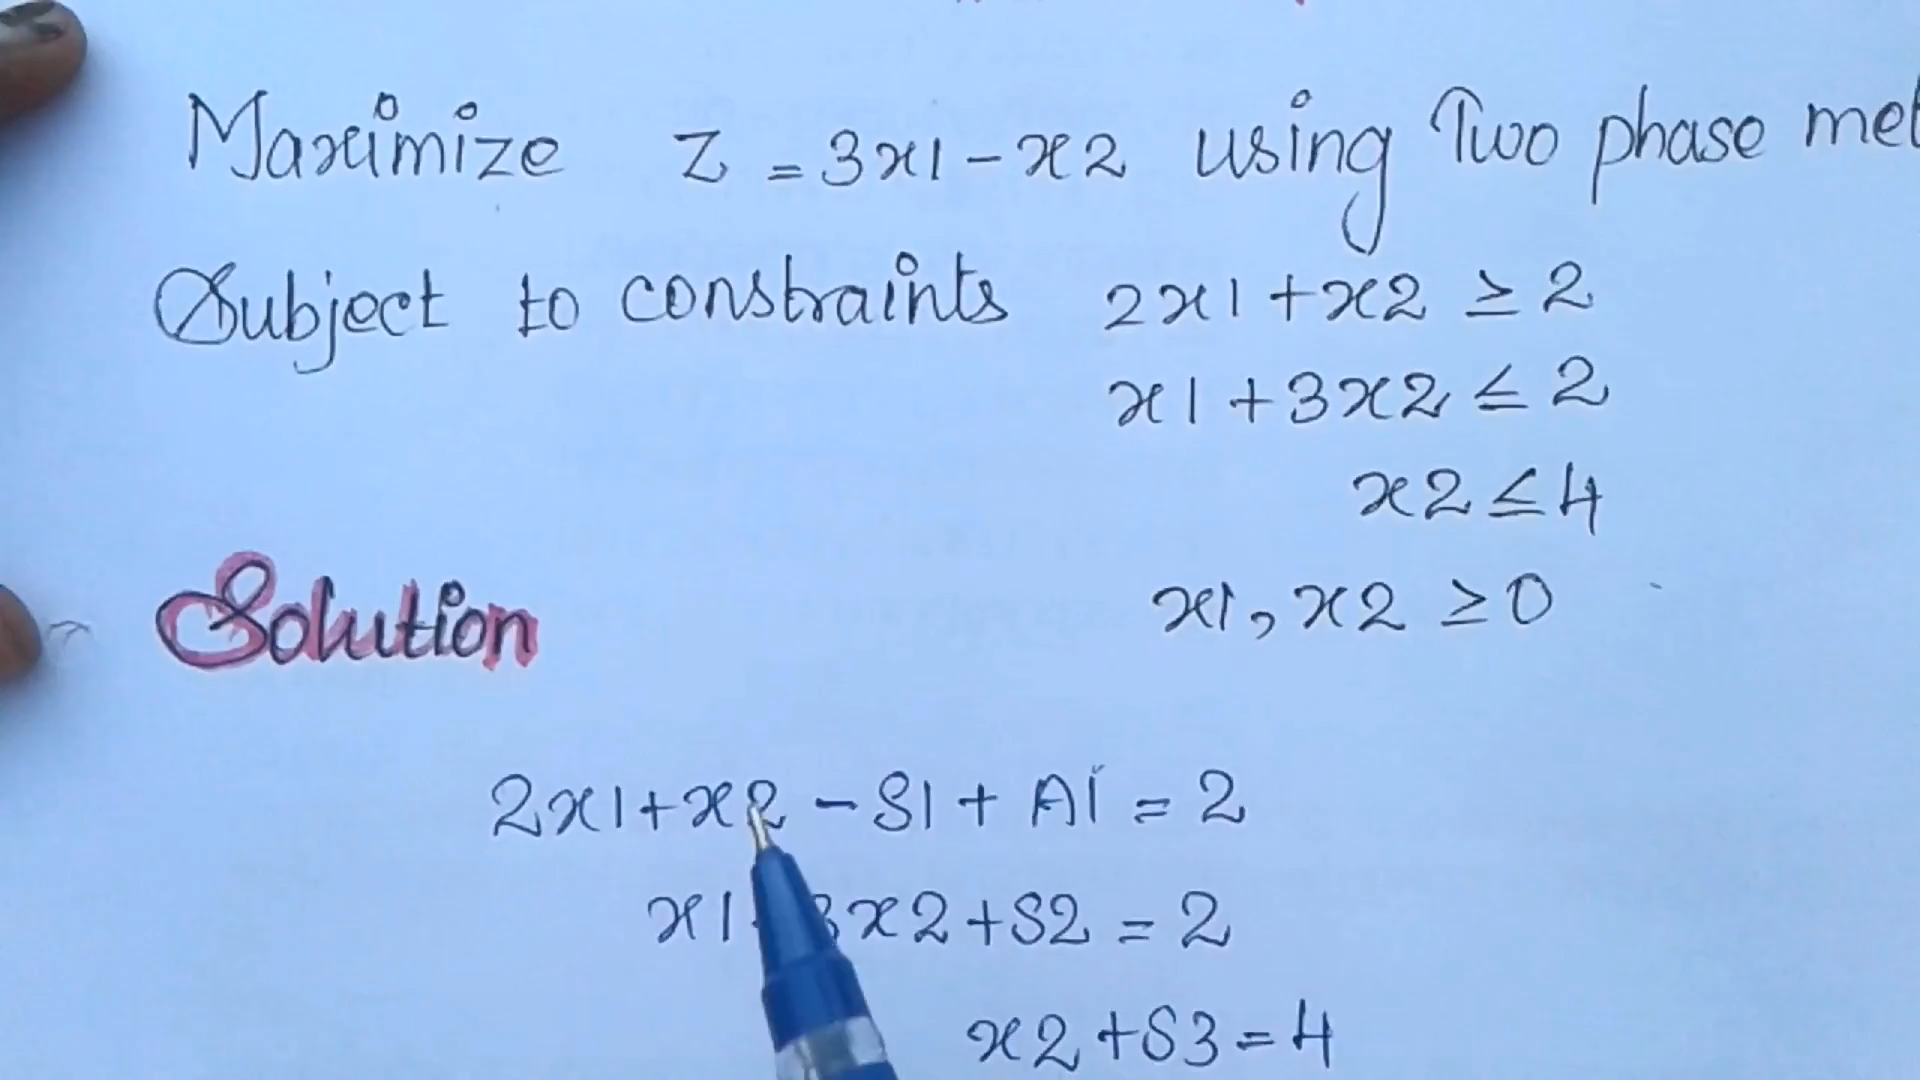 Maximize Z = 3x1 - x2 using Two phase
Subject to constraints 2x1 + x2 ≥ 2
x1 + 3x2 ≤ 2
x2 ≤ 4
x1, x2 ≥ 0
Solution
2x1 + x2 - S1 + A1 = 2
x1 3x2 + S2 = 2
x2 + S3 = 4